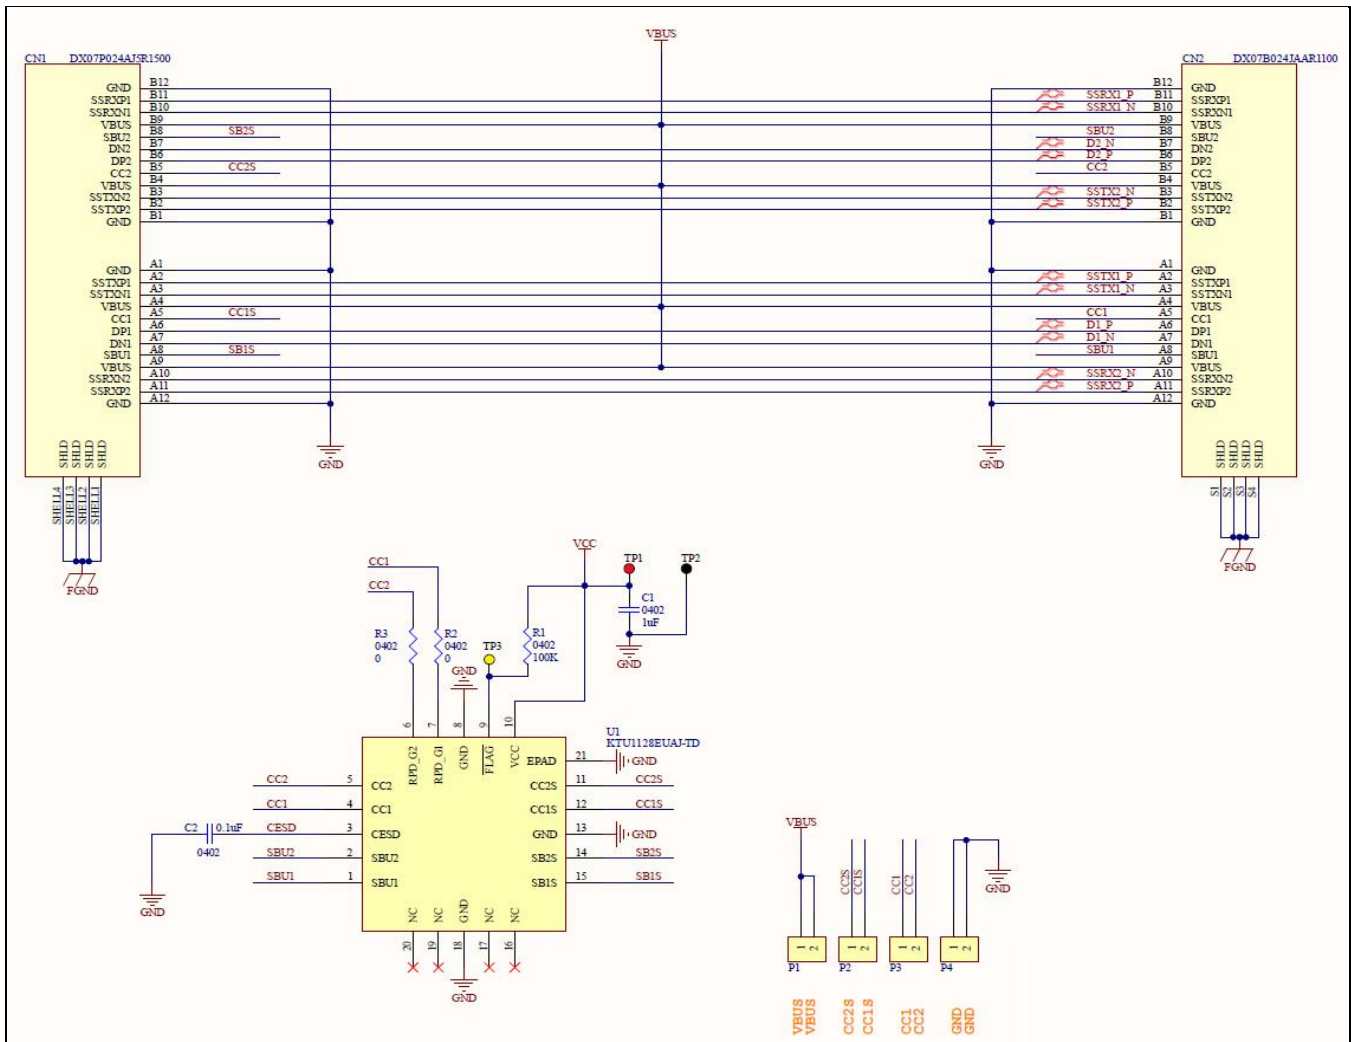 VBUS
CN1 DX07P024AJ5R1500
CN2 DX07B024JAAR1100
GND B12
B12 GND
SSRXP1 B11
SSRX1_P B11 SSRXP1
SSRXN1 B10
SSRX1_N B10 SSRXN1
VBUS B9
B9 VBUS
SBU2 B8 SB2S
SBU2 B8 SBU2
DN2 B7
D2_N B7 DN2
DP2 B6
D2_P B6 DP2
CC2 B5 CC2S
CC2 B5 CC2
VBUS B4
B4 VBUS
SSTXN2 B3
SSTX2_N B3 SSTXN2
SSTXP2 B2
SSTX2_P B2 SSTXP2
GND B1
B1 GND
GND A1
A1 GND
SSTXP1 A2
SSTX1_P A2 SSTXP1
SSTXN1 A3
SSTX1_N A3 SSTXN1
VBUS A4
A4 VBUS
CC1 A5 CC1S
CC1 A5 CC1
DP1 A6
D1_P A6 DP1
DN1 A7
D1_N A7 DN1
SBU1 A8 SB1S
SBU1 A8 SBU1
VBUS A9
A9 VBUS
SSRXN2 A10
SSRX2_N A10 SSRXN2
SSRXP2 A11
SSRX2_P A11 SSRXP2
GND A12
A12 GND
SHLD SHLD SHLD SHLD
SHLD SHLD SHLD SHLD
GND
GND
SHELL4 SHELL3 SHELL2 SHELL1
S1 S2 S3 S4
FGND
FGND
VCC
CC1
CC2
TP1
TP2
C1
0402
1uF
GND
R3
0402
0
R2
0402
0
TP3
R1
0402
100K
GND
6 7 8 9 10
U1
KTU1128EUAJ-TD
RPD_G2 RPD_G1 GND FLAG VCC
EPAD 21 GND
CC2 5 CC2
CC2S 11 CC2S
CC1 4 CC1
CC1S 12 CC1S
C2 0.1uF CESD 3 CESD
0402
GND 13 GND
SBU2 2 SBU2
SB2S 14 SB2S
SBU1 1 SBU1
SB1S 15 SB1S
GND
NC NC GND NC NC
20 19 18 17 16
GND
VBUS
CC2S CC1S
CC1 CC2
GND
1 2
1 2
1 2
1 2
P1 P2 P3 P4
VBUS
VBUS
CC2S
CC1S
CC1
CC2
GND
GND